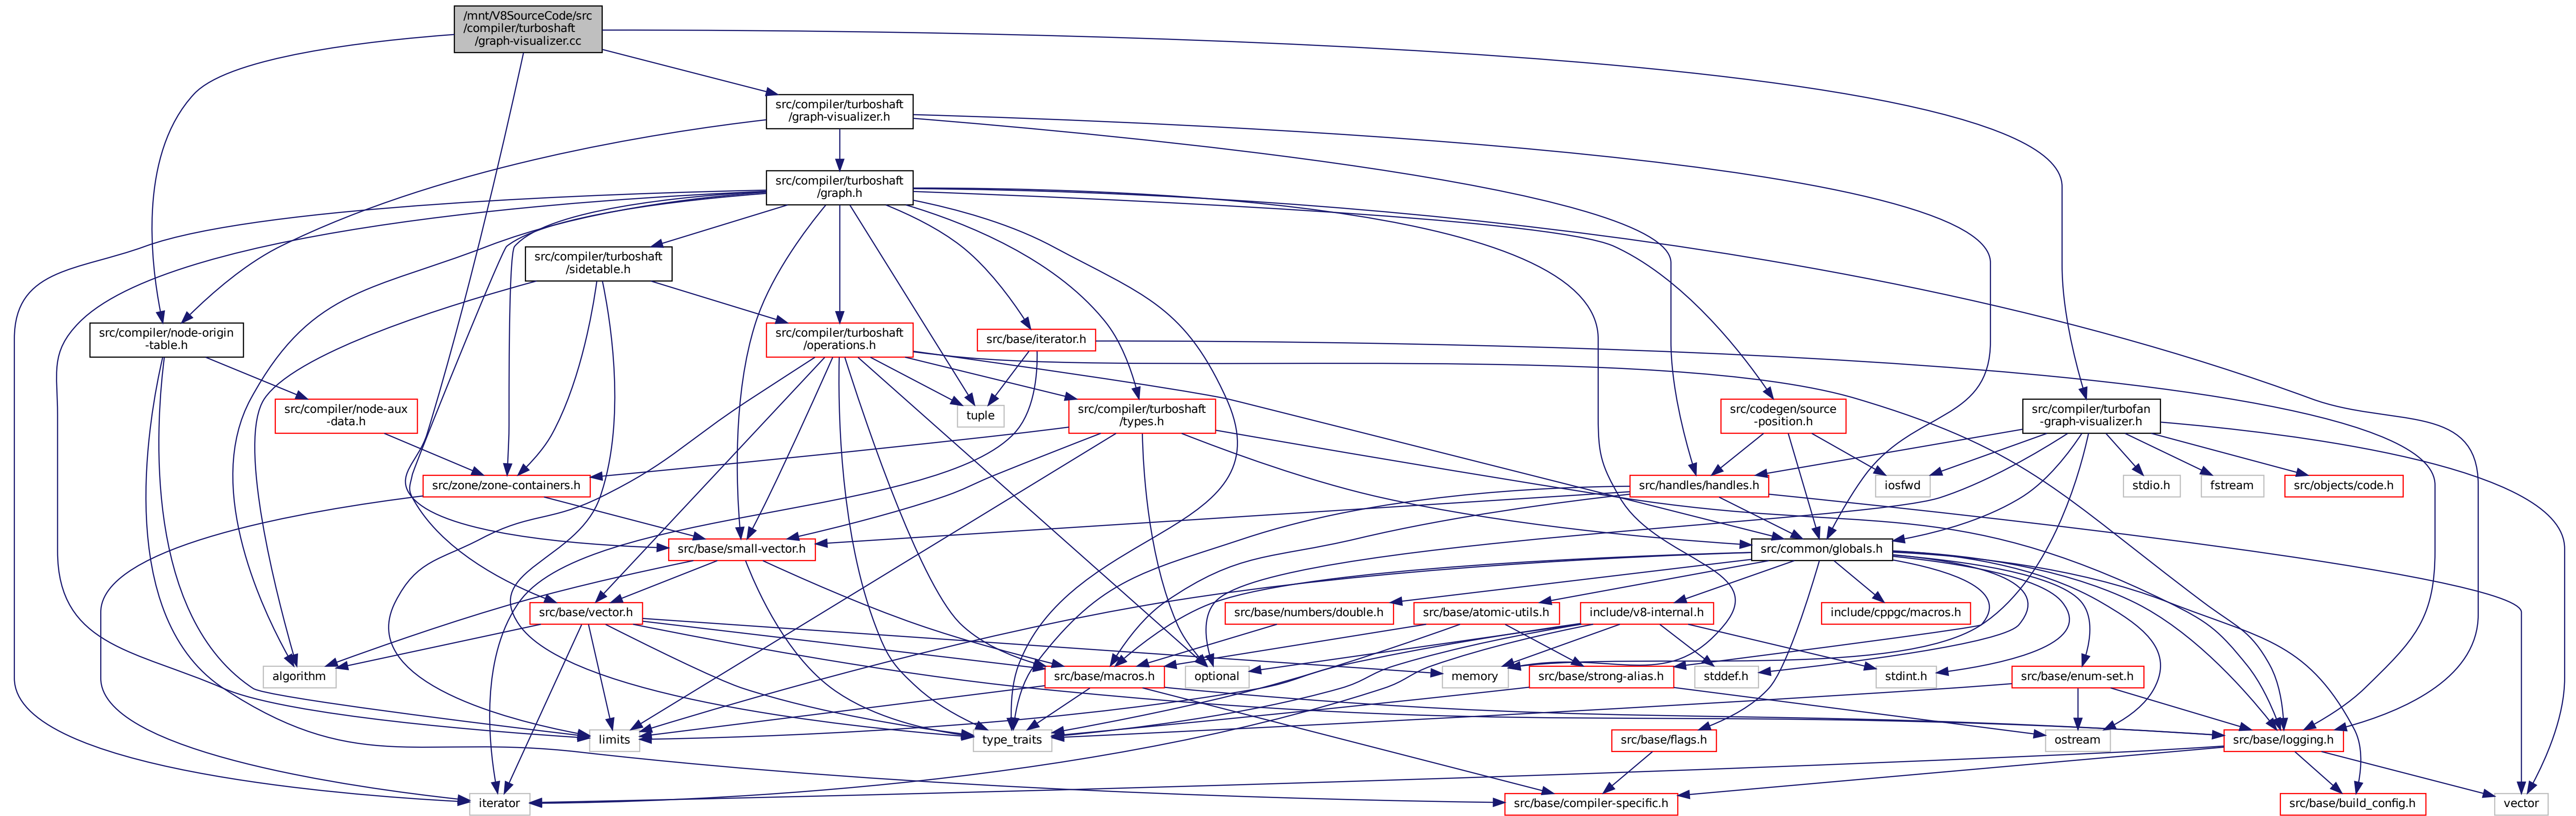 /mnt/V8SourceCode/src
/compiler/turboshaft
/graph-visualizer.cc
src/compiler/turboshaft
/graph-visualizer.h
src/compiler/turboshaft
/graph.h
src/compiler/turboshaft
/sidetable.h
src/compiler/node-origin
-table.h
src/compiler/turboshaft
/operations.h
src/base/iterator.h
src/compiler/node-aux
-data.h
tuple
src/compiler/turboshaft
/types.h
src/codegen/source
-position.h
src/compiler/turbofan
-graph-visualizer.h
src/zone/zone-containers.h
src/handles/handles.h
iosfwd
stdio.h
fstream
src/objects/code.h
src/base/small-vector.h
src/common/globals.h
src/base/vector.h
src/base/numbers/double.h
src/base/atomic-utils.h
include/v8-internal.h
include/cppgc/macros.h
algorithm
src/base/macros.h
optional
memory
src/base/strong-alias.h
stddef.h
stdint.h
src/base/enum-set.h
limits
type_traits
src/base/flags.h
ostream
src/base/logging.h
iterator
src/base/compiler-specific.h
src/base/build_config.h
vector